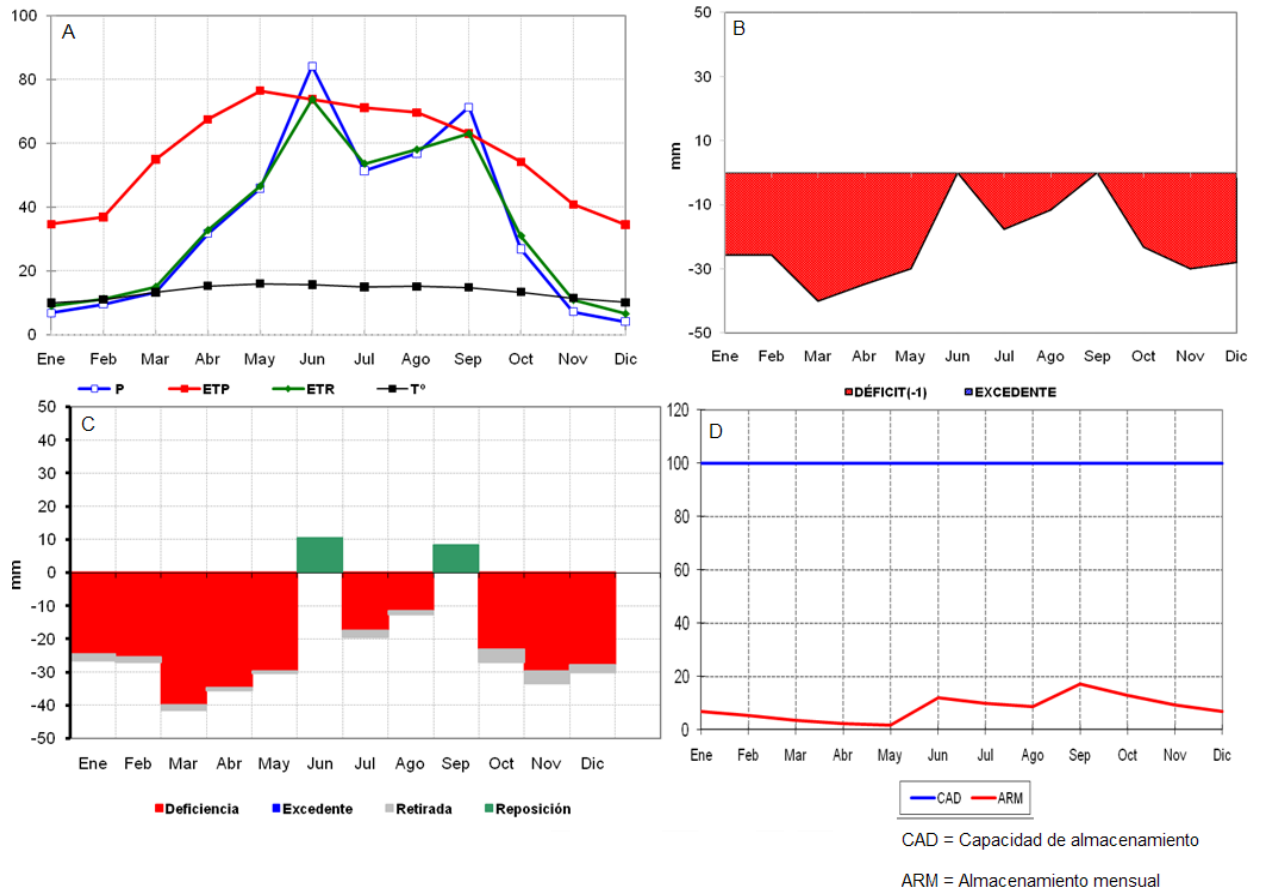 A
100
80
60
40
20
0
Ene Feb Mar Abr May Jun Jul Ago Sep Oct Nov Dic
P ETP ETR Tº
B
mm
50
30
10
-10
-30
-50
Ene Feb Mar Abr May Jun Jul Ago Sep Oct Nov Dic
DÉFICIT(-1) EXCEDENTE
C
mm
50
40
30
20
10
0
-10
-20
-30
-40
-50
Ene Feb Mar Abr May Jun Jul Ago Sep Oct Nov Dic
Deficiencia Excedente Retirada Reposición
D
120
100
80
60
40
20
0
Ene Feb Mar Abr May Jun Jul Ago Sep Oct Nov Dic
CAD ARM
CAD = Capacidad de almacenamiento
ARM = Almacenamiento mensual